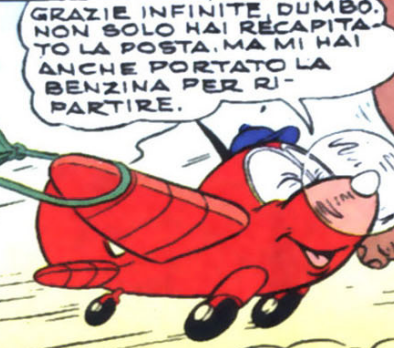 GRAZIE INFINITE, DUMBO.
NON SOLO HAI RECAPITA-
TO LA POSTA, MA MI HAI
ANCHE PORTATO LA
BENZINA PER RI-
PARTIRE.